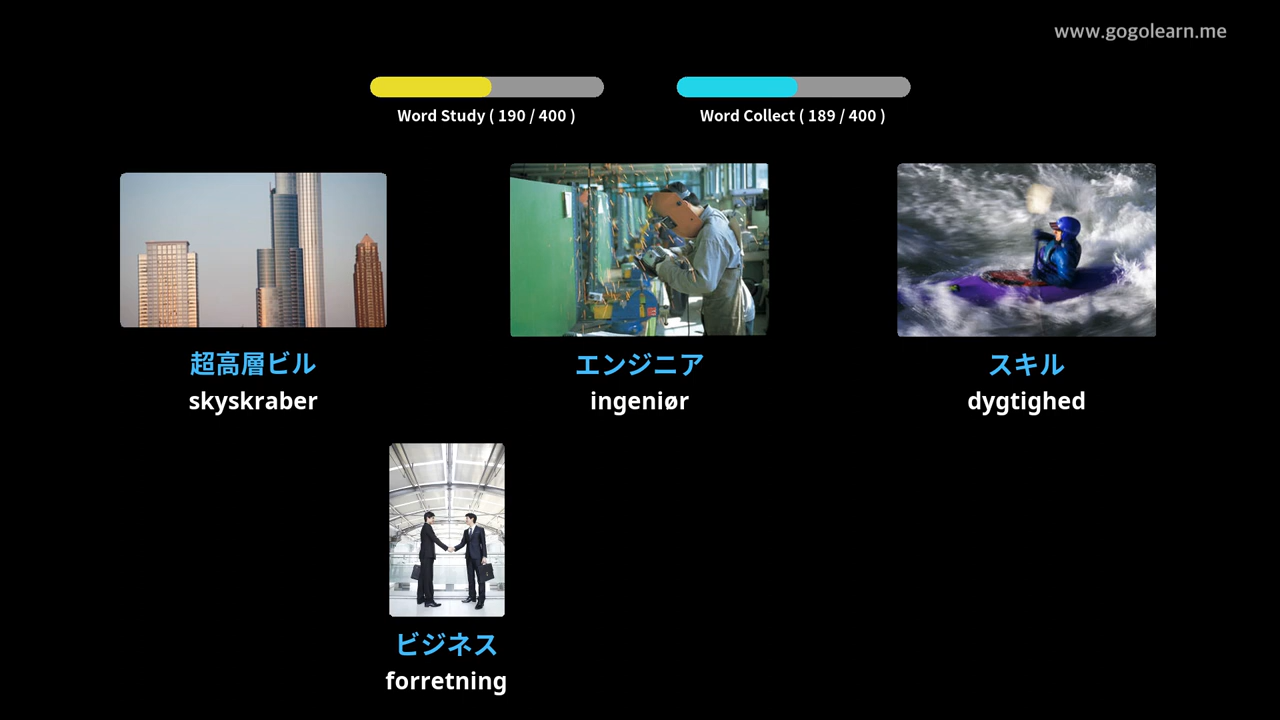 www.gogolearn.me
Word Study ( 190 / 400 )
Word Collect ( 189 / 400 )
超高層ビル
skyskraber
エンジニア
ingeniør
スキル
dygtighed
ビジネス
forretning